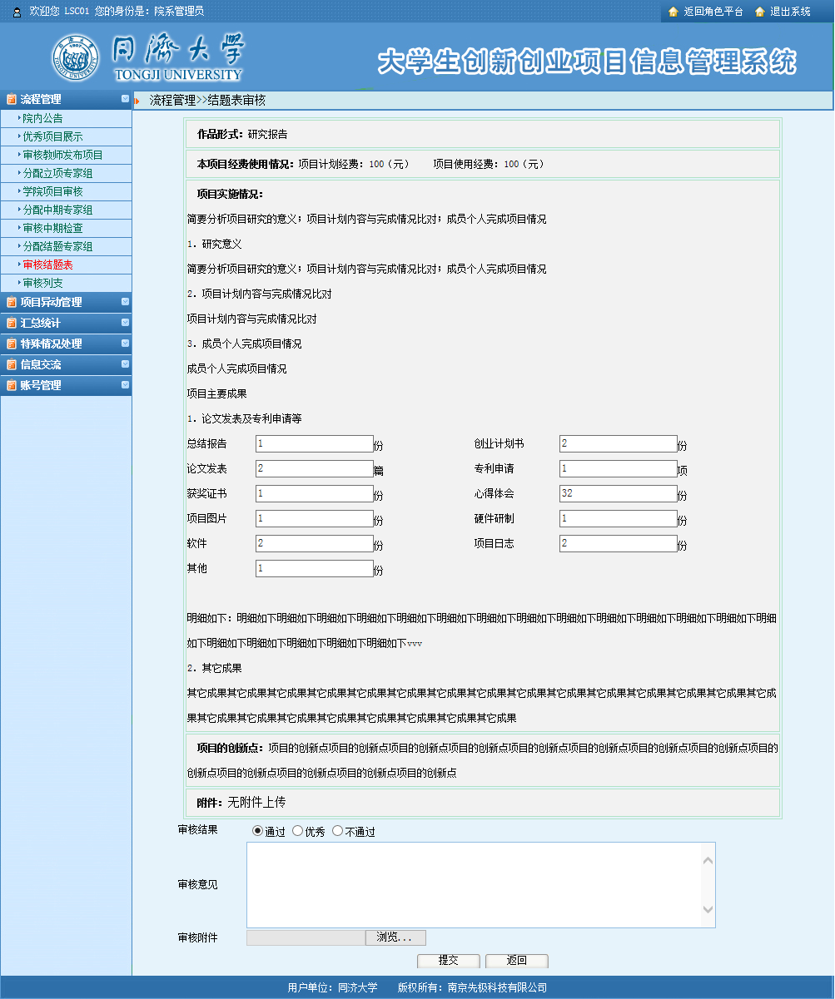 欢迎您 LSC01 您的身份是：院系管理员
返回角色平台 退出系统
同濟大學
TONGJI UNIVERSITY
大学生创新创业项目信息管理系统
流程管理
院内公告
优秀项目展示
审核教师发布项目
分配立项专家组
学院项目审核
分配中期专家组
审核中期检查
分配结题专家组
审核结题表
审核列支
项目异动管理
汇总统计
特殊情况处理
信息交流
账号管理
流程管理>>结题表审核
作品形式：研究报告
本项目经费使用情况：项目计划经费：100（元） 项目使用经费：100（元）
项目实施情况：
简要分析项目研究的意义；项目计划内容与完成情况比对；成员个人完成项目情况
1. 研究意义
简要分析项目研究的意义；项目计划内容与完成情况比对；成员个人完成项目情况
2. 项目计划内容与完成情况比对
项目计划内容与完成情况比对
3. 成员个人完成项目情况
成员个人完成项目情况
项目主要成果
1. 论文发表及专利申请等
总结报告 1 份 创业计划书 2 份
论文发表 2 篇 专利申请 1 项
获奖证书 1 份 心得体会 32 份
项目图片 1 份 硬件研制 1 份
软件 2 份 项目日志 2 份
其他 1 份
明细如下：明细如下明细如下明细如下明细如下明细如下明细如下明细如下明细如下明细如下明细如下明细如下明细如下明细如下明细
如下明细如下明细如下明细如下明细如下明细如下vvv
2. 其它成果
其它成果其它成果其它成果其它成果其它成果其它成果其它成果其它成果其它成果其它成果其它成果其它成果其它成果其它成果其它成
果其它成果其它成果其它成果其它成果其它成果其它成果其它成果其它成果
项目的创新点：项目的创新点项目的创新点项目的创新点项目的创新点项目的创新点项目的创新点项目的创新点项目的创新点项目的
创新点项目的创新点项目的创新点项目的创新点项目的创新点
附件：无附件上传
审核结果 通过 优秀 不通过
审核意见
审核附件 浏览...
提交 返回
用户单位：同济大学 版权所有：南京先极科技有限公司